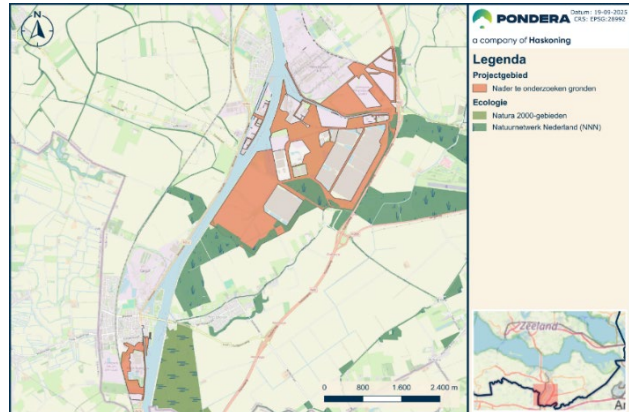 N
PONDERA
Datum: 19-09-2025
CRS: EPSG:28992
a company of Haskoning
Legenda
Projectgebied
Nader te onderzoeken gronden
Ecologie
Natura 2000-gebieden
Natuurnetwerk Nederland (NNN)
Zeeland
0 800 1.600 2.400 m